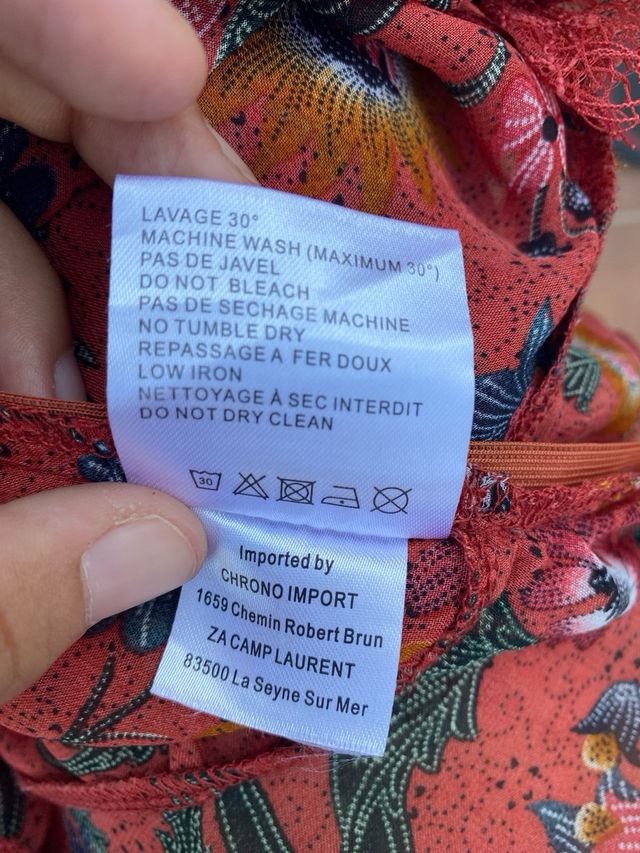 LAVAGE 30°
MACHINE WASH (MAXIMUM 30°)
PAS DE JAVEL
DO NOT BLEACH
PAS DE SECHAGE MACHINE
NO TUMBLE DRY
REPASSAGE A FER DOUX
LOW IRON
NETTOYAGE À SEC INTERDIT
DO NOT DRY CLEAN
30
Imported by
CHRONO IMPORT
1659 Chemin Robert Brun
ZA CAMP LAURENT
83500 La Seyne Sur Mer